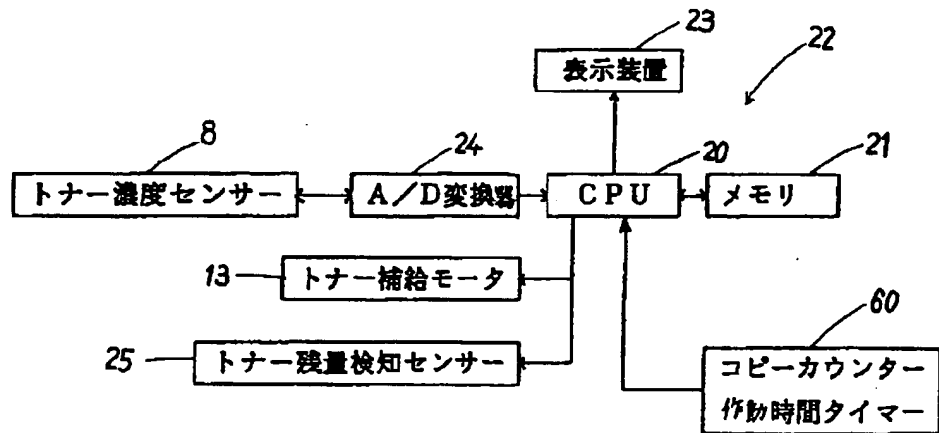 23
22
表示装置
8
24
20
21
トナー濃度センサー
A/D変換器
CPU
メモリ
13
トナー補給モータ
60
25
トナー残量検知センサー
コピーカウンター
作動時間タイマー